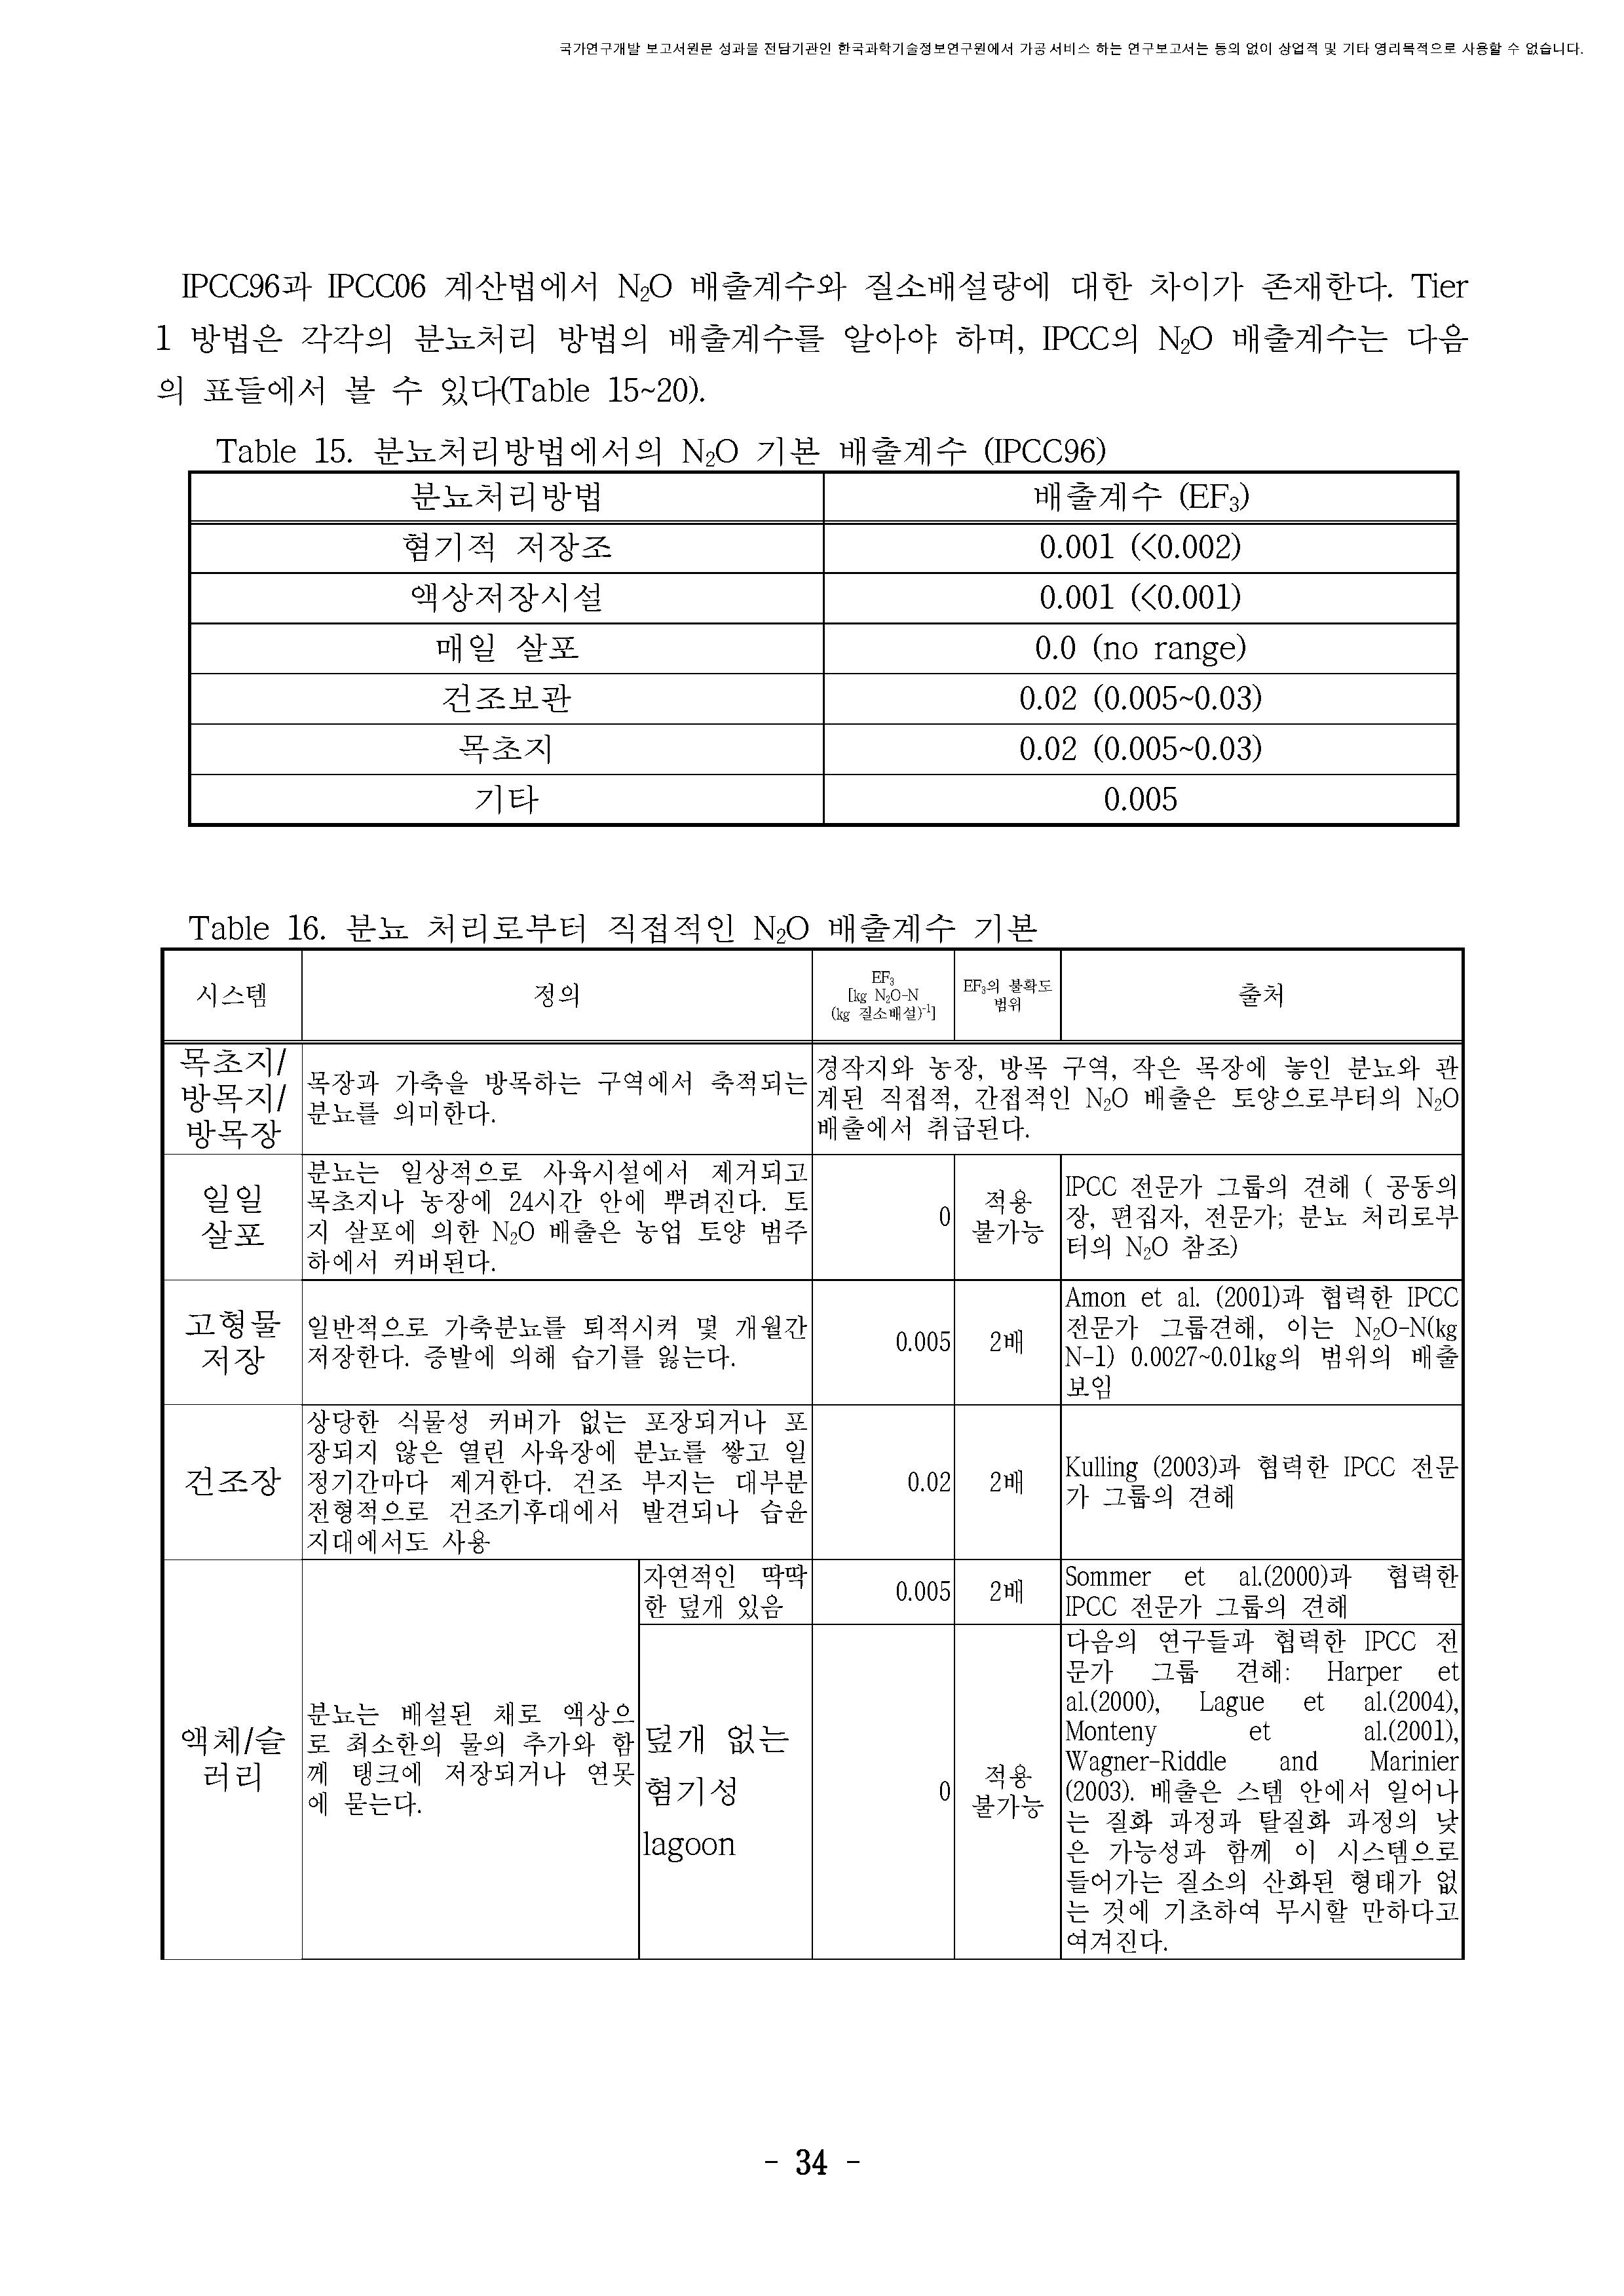 국가연구개발 보고서원문 성과물 전담기관인 한국과학기술정보연구원에서 가공·서비스 하는 연구보고서는 동의 없이 상업적 및 기타 영리목적으로 사용할 수 없습니다.
IPCC96과 IPCC06 계산법에서 N₂O 배출계수와 질소배설량에 대한 차이가 존재한다. Tier
1 방법은 각각의 분뇨처리 방법의 배출계수를 알아야 하며, IPCC의 N₂O 배출계수는 다음
의 표들에서 볼 수 있다(Table 15~20).
Table 15. 분뇨처리방법에서의 N₂O 기본 배출계수 (IPCC96)
분뇨처리방법 배출계수 (EF₃)
혐기적 저장조 0.001 (<0.002)
액상저장시설 0.001 (<0.001)
매일 살포 0.0 (no range)
건조보관 0.02 (0.005~0.03)
목초지 0.02 (0.005~0.03)
기타 0.005
Table 16. 분뇨 처리로부터 직접적인 N₂O 배출계수 기본
시스템
정의
EF₃
[kg N₂O-N
(kg 질소배설)⁻¹]
EF₃의 불확도
범위
출처
목초지/
방목지/
방목장
목장과 가축을 방목하는 구역에서 축적되는
분뇨를 의미한다.
경작지와 농장, 방목 구역, 작은 목장에 놓인 분뇨와 관
계된 직접적, 간접적인 N₂O 배출은 토양으로부터의 N₂O
배출에서 취급된다.
일일
살포
분뇨는 일상적으로 사육시설에서 제거되고
목초지나 농장에 24시간 안에 뿌려진다. 토
지 살포에 의한 N₂O 배출은 농업 토양 범주
하에서 커버된다.
0
적용
불가능
IPCC 전문가 그룹의 견해 ( 공동의
장, 편집자, 전문가; 분뇨 처리로부
터의 N₂O 참조)
고형물
저장
일반적으로 가축분뇨를 퇴적시켜 몇 개월간
저장한다. 증발에 의해 습기를 잃는다.
0.005
2배
Amon et al. (2001)과 협력한 IPCC
전문가 그룹견해, 이는 N₂O-N(kg
N-1) 0.0027~0.01kg의 범위의 배출
보임
건조장
상당한 식물성 커버가 없는 포장되거나 포
장되지 않은 열린 사육장에 분뇨를 쌓고 일
정기간마다 제거한다. 건조 부지는 대부분
전형적으로 건조기후대에서 발견되나 습윤
지대에서도 사용
0.02
2배
Kulling (2003)과 협력한 IPCC 전문
가 그룹의 견해
액체/슬
러리
분뇨는 배설된 채로 액상으
로 최소한의 물의 추가와 함
께 탱크에 저장되거나 연못
에 묻는다.
자연적인 딱딱
한 덮개 있음
0.005
2배
Sommer et al.(2000)과 협력한
IPCC 전문가 그룹의 견해
덮개 없는
혐기성
lagoon
0
적용
불가능
다음의 연구들과 협력한 IPCC 전
문가 그룹 견해: Harper et
al.(2000), Lague et al.(2004),
Monteny et al.(2001),
Wagner-Riddle and Marinier
(2003). 배출은 스템 안에서 일어나
는 질화 과정과 탈질화 과정의 낮
은 가능성과 함께 이 시스템으로
들어가는 질소의 산화된 형태가 없
는 것에 기초하여 무시할 만하다고
여겨진다.
- 34 -